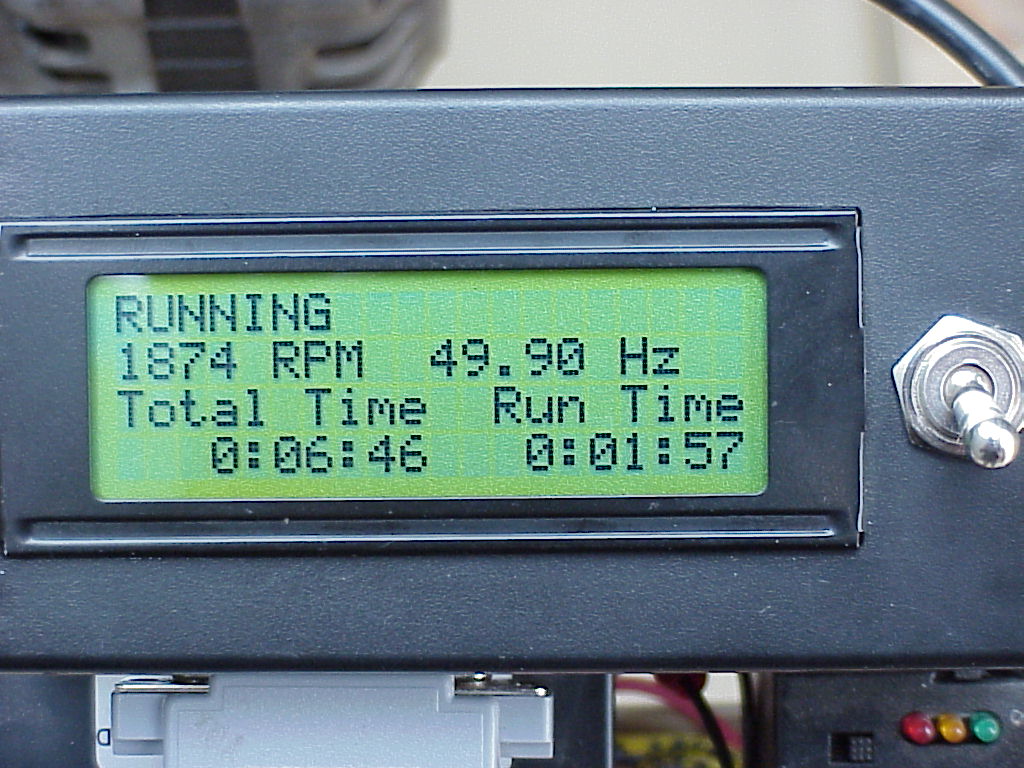 RUNNING
1874 RPM 49.90 Hz
Total Time Run Time
0:06:46 0:01:57
D